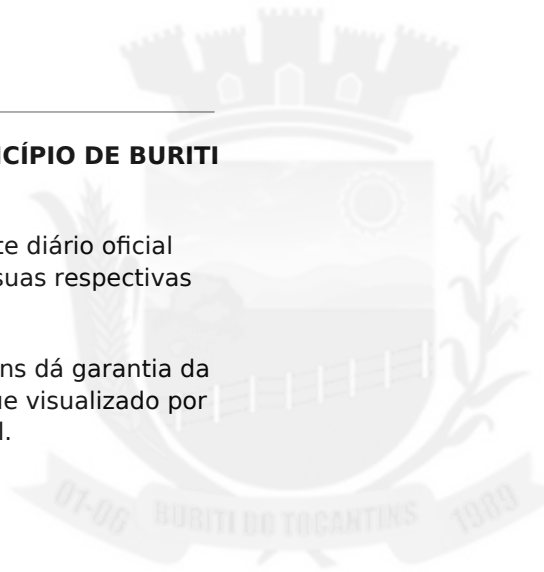 CÍPIO DE BURITI
te diário oficial
suas respectivas
ns dá garantia da
ue visualizado por
l.
01-06 BURITI DO TOCANTINS 1989